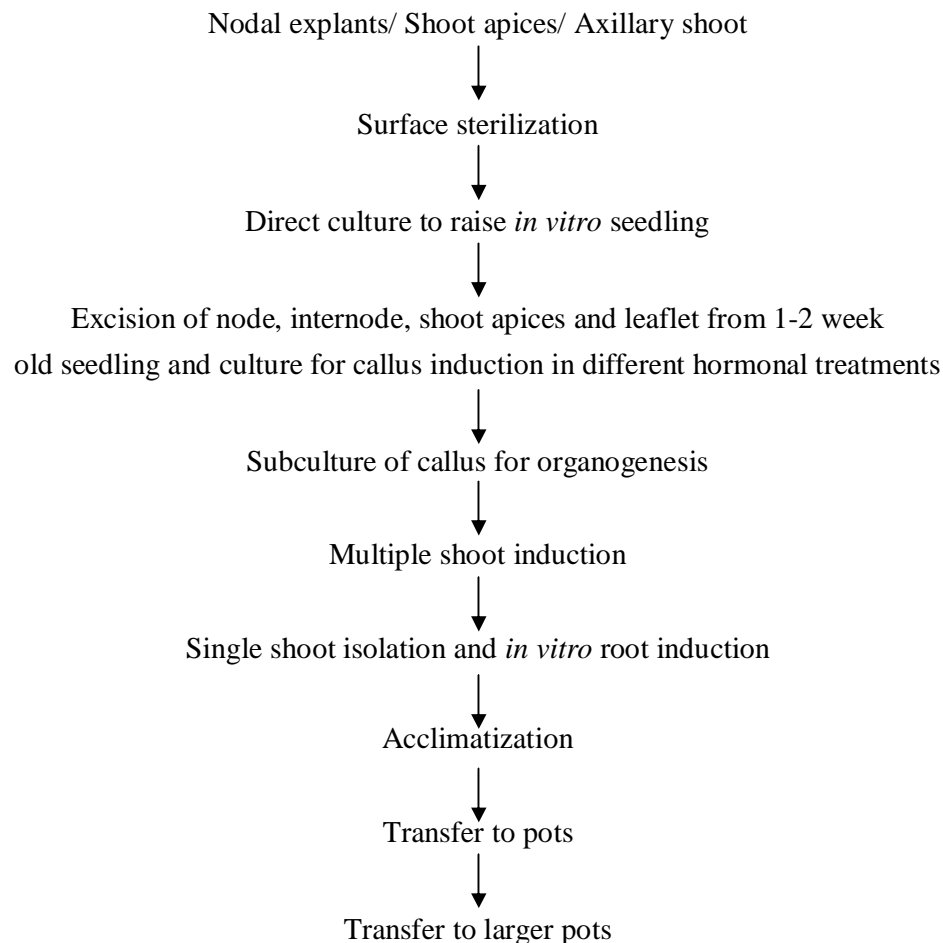 Nodal explants/ Shoot apices/ Axillary shoot
Surface sterilization
Direct culture to raise in vitro seedling
Excision of node, internode, shoot apices and leaflet from 1-2 week
old seedling and culture for callus induction in different hormonal treatments
Subculture of callus for organogenesis
Multiple shoot induction
Single shoot isolation and in vitro root induction
Acclimatization
Transfer to pots
Transfer to larger pots